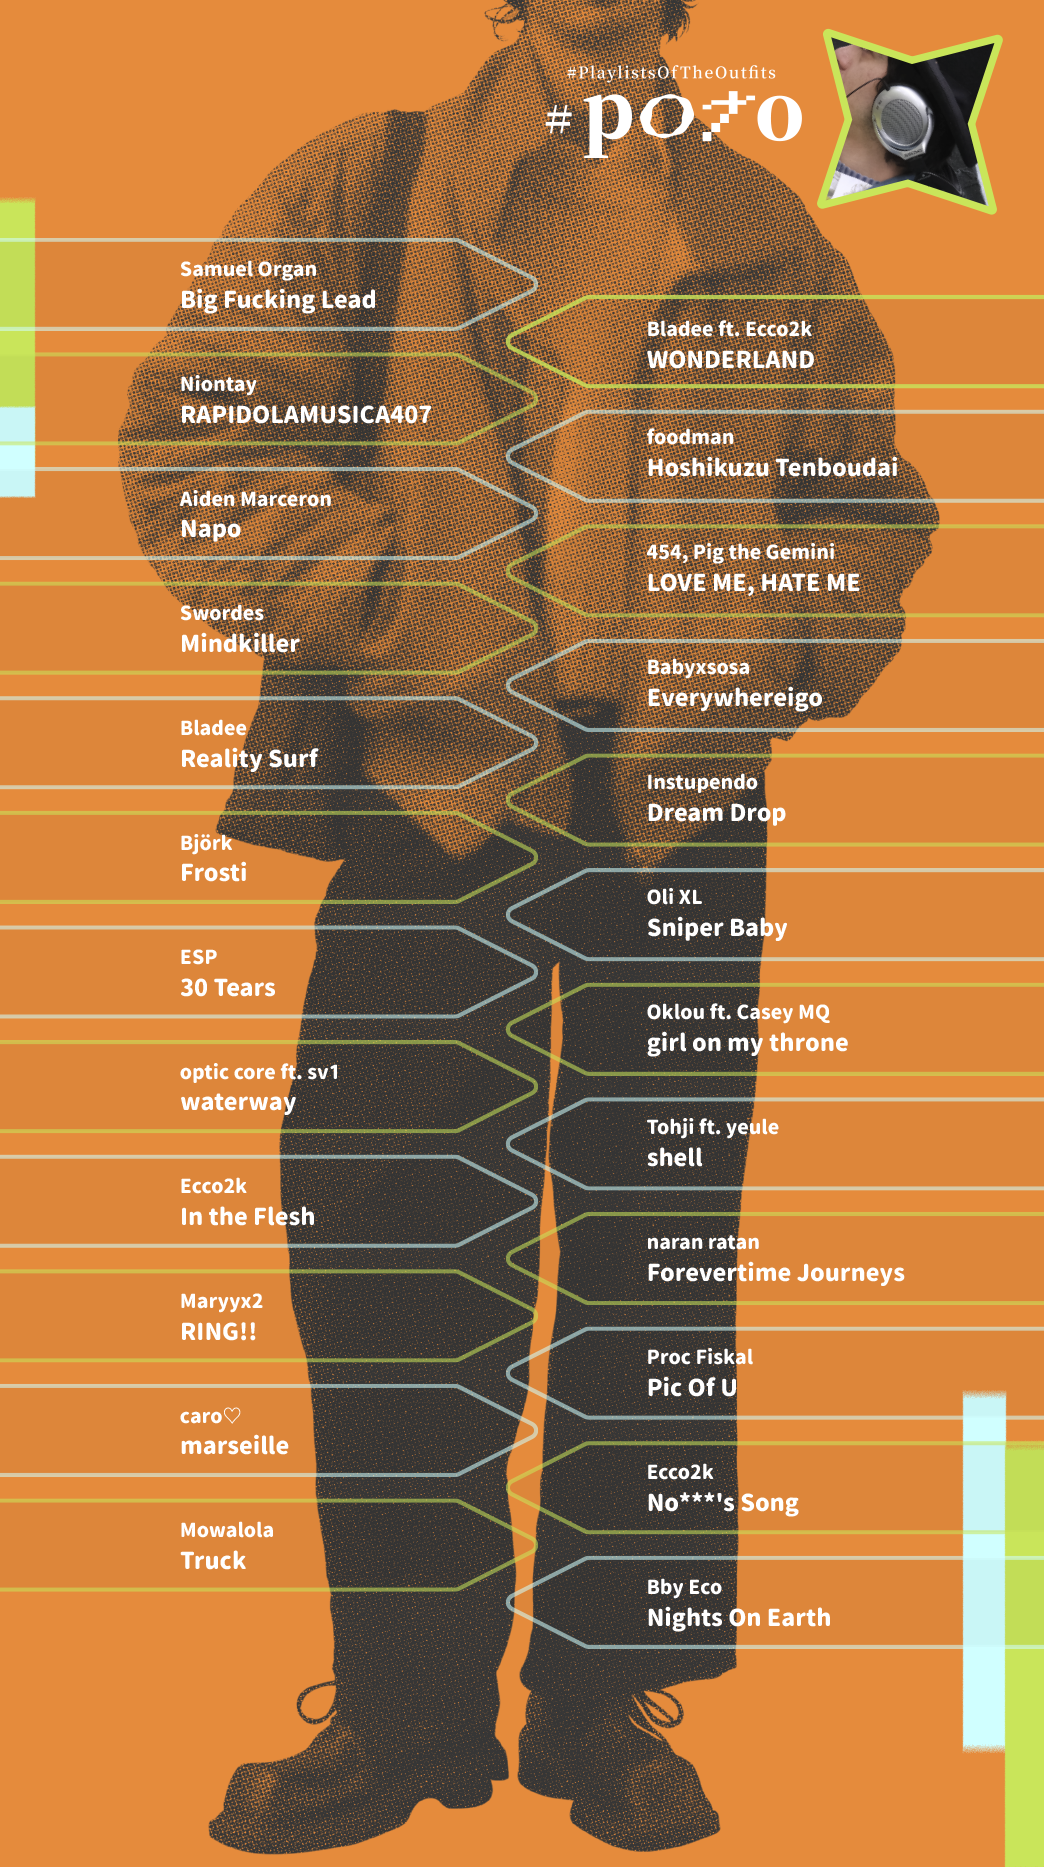 #PlaylistsOfTheOutfits
#poto
Samuel Organ
Big Fucking Lead
Bladee ft. Ecco2k
WONDERLAND
Niontay
RAPIDOLAMUSICA407
foodman
Hoshikuzu Tenboudai
Aiden Marceron
Napo
454, Pig the Gemini
LOVE ME, HATE ME
Swordes
Mindkiller
Babyxsosa
Everywhereigo
Bladee
Reality Surf
Instupendo
Dream Drop
Björk
Frosti
Oli XL
Sniper Baby
ESP
30 Tears
Oklou ft. Casey MQ
girl on my throne
optic core ft. sv1
waterway
Tohji ft. yeule
shell
Ecco2k
In the Flesh
naran ratan
Forevertime Journeys
Maryyx2
RING!!
Proc Fiskal
Pic Of U
caro♡
marseille
Ecco2k
No***'s Song
Mowalola
Truck
Bby Eco
Nights On Earth